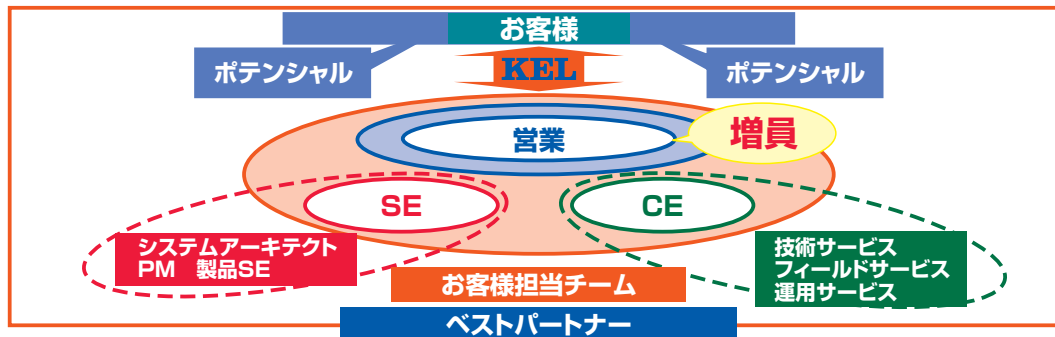 お客様
ポテンシャル
ポテンシャル
KEL
営業
増員
SE
CE
システムアーキテクト
PM 製品SE
技術サービス
フィールドサービス
運用サービス
お客様担当チーム
ベストパートナー